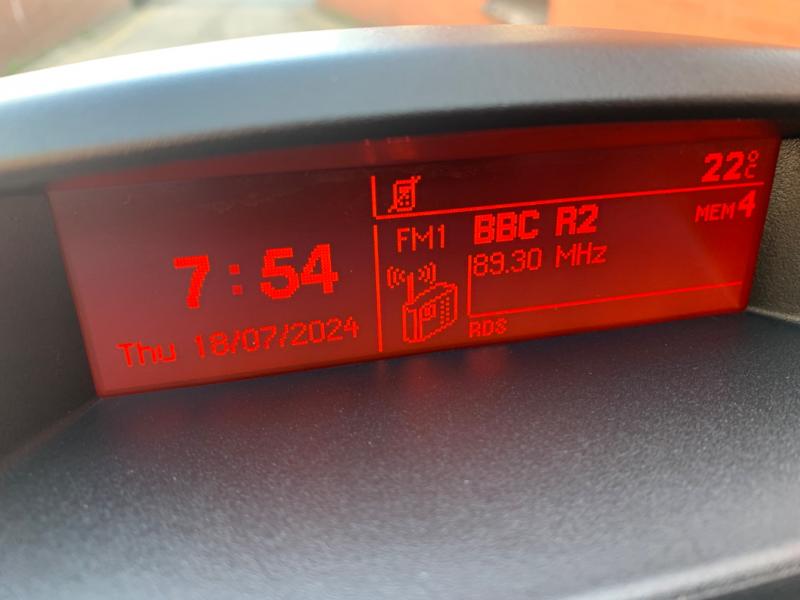 22°C
FM1 BBC R2 MEM4
7:54
89.30 MHz
Thu 18/07/2024
RDS